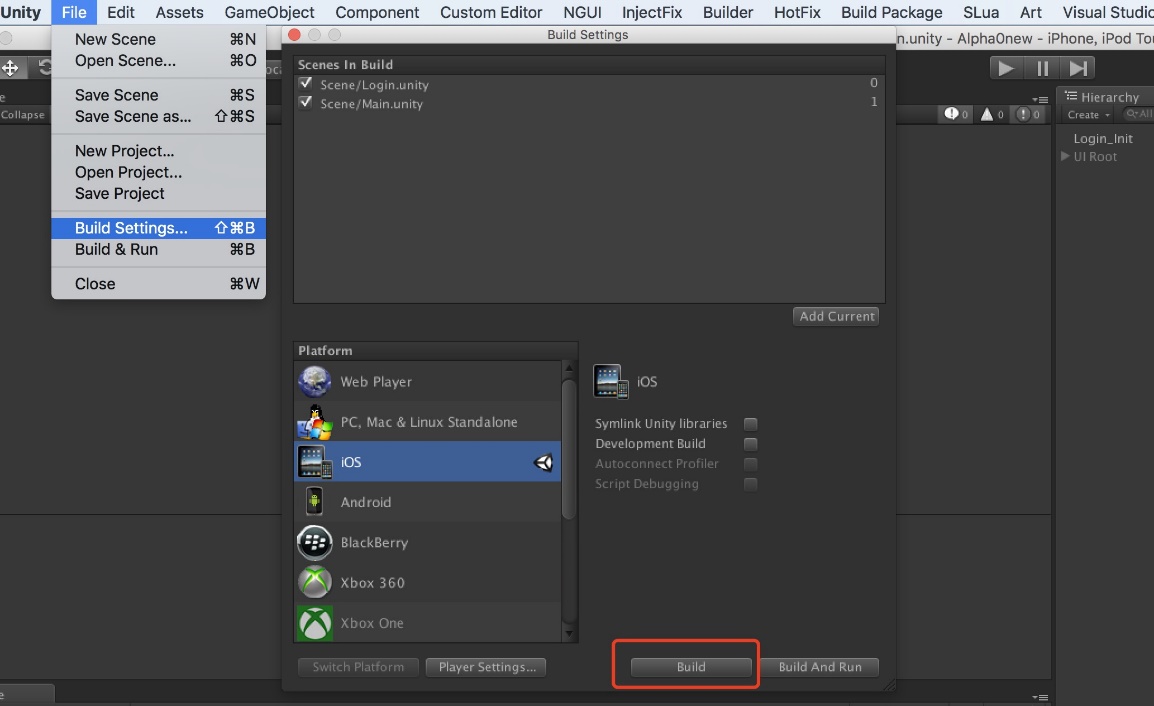 Unity File Edit Assets GameObject Component Custom Editor NGUI InjectFix Builder HotFix Build Package SLua Art Visual Studio
n.unity - Alpha0new - iPhone, iPod To
New Scene ⌘N
Open Scene... ⌘O
Save Scene ⌘S
Save Scene as... ⇧⌘S
New Project...
Open Project...
Save Project
Build Settings... ⇧⌘B
Build & Run ⌘B
Close ⌘W
Collapse
Build Settings
Scenes In Build
Scene/Login.unity 0
Scene/Main.unity 1
Add Current
Platform
Web Player
PC, Mac & Linux Standalone
iOS
Android
BlackBerry
Xbox 360
Xbox One
iOS
Symlink Unity libraries
Development Build
Autoconnect Profiler
Script Debugging
Switch Platform Player Settings... Build Build And Run
0 0 0
Hierarchy
Create All
Login_Init
UI Root